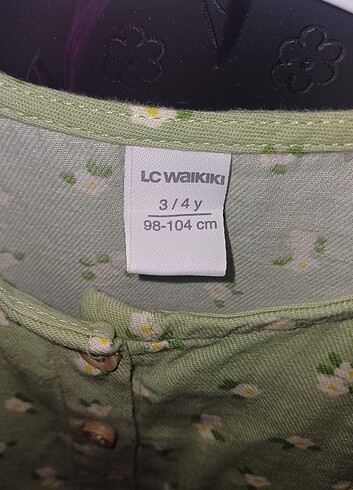 LC WAIKIKI
3 / 4 y
98-104 cm